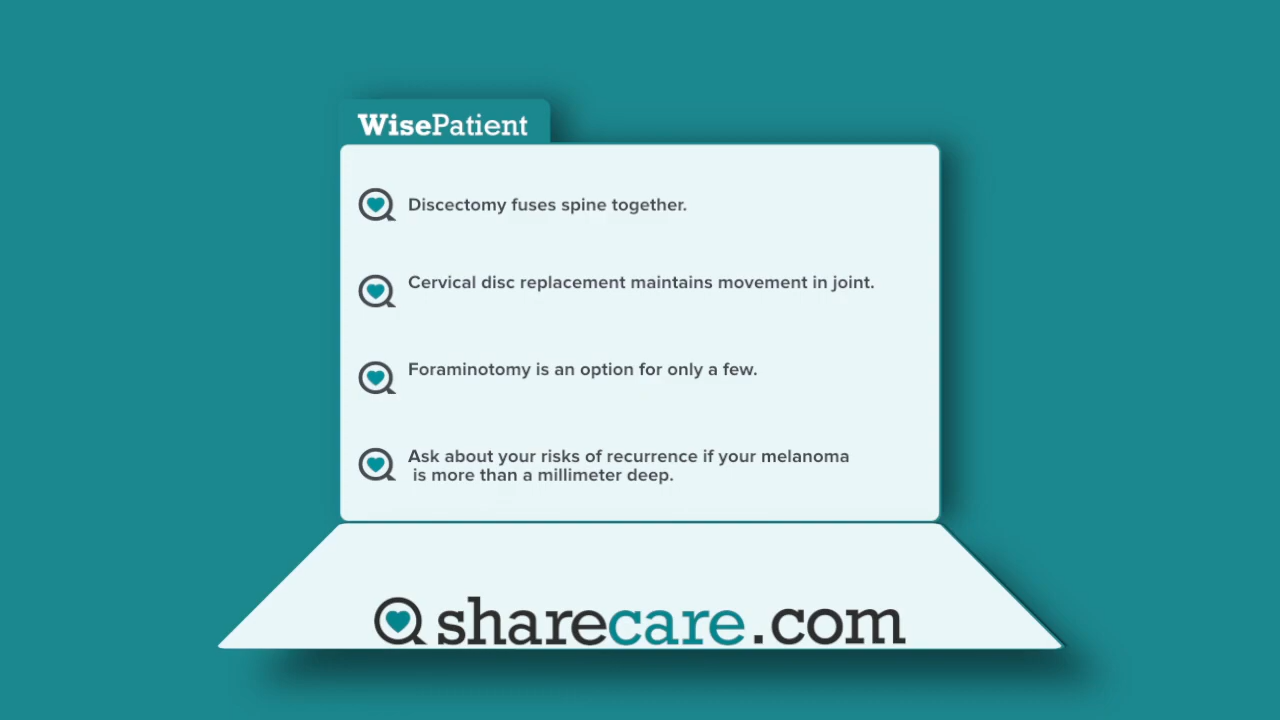 WisePatient
Discectomy fuses spine together.
Cervical disc replacement maintains movement in joint.
Foraminotomy is an option for only a few.
Ask about your risks of recurrence if your melanoma
is more than a millimeter deep.
sharecare.com